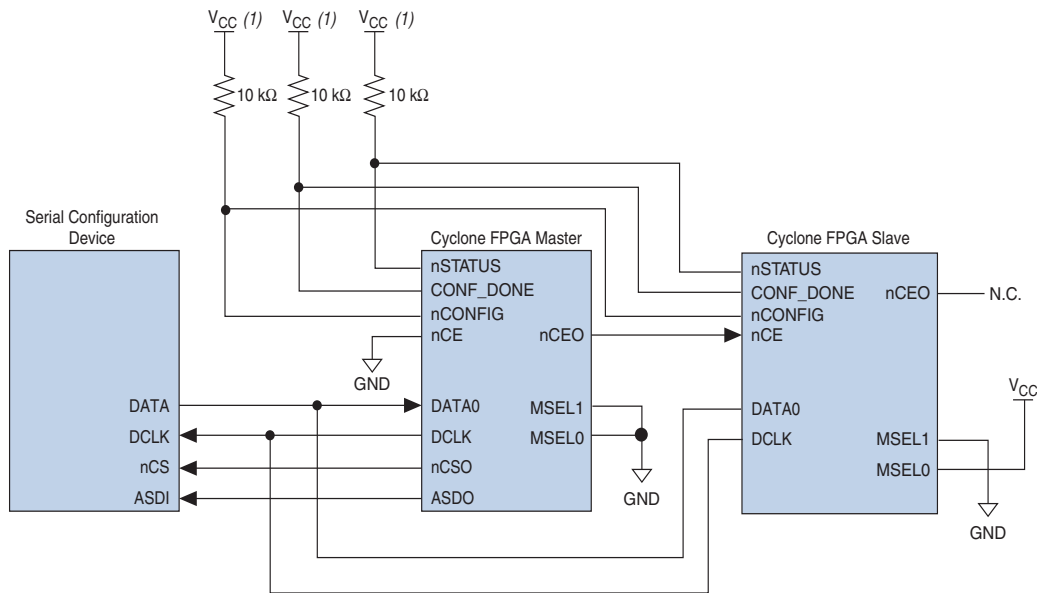 VCC (1)
VCC (1)
VCC (1)
10 kΩ
10 kΩ
10 kΩ
Serial Configuration
Device
DATA
DCLK
nCS
ASDI
Cyclone FPGA Master
nSTATUS
CONF_DONE
nCONFIG
nCE
nCEO
GND
DATA0
DCLK
nCSO
ASDO
MSEL1
MSEL0
GND
Cyclone FPGA Slave
nSTATUS
CONF_DONE
nCONFIG
nCE
nCEO
N.C.
DATA0
DCLK
MSEL1
MSEL0
VCC
GND